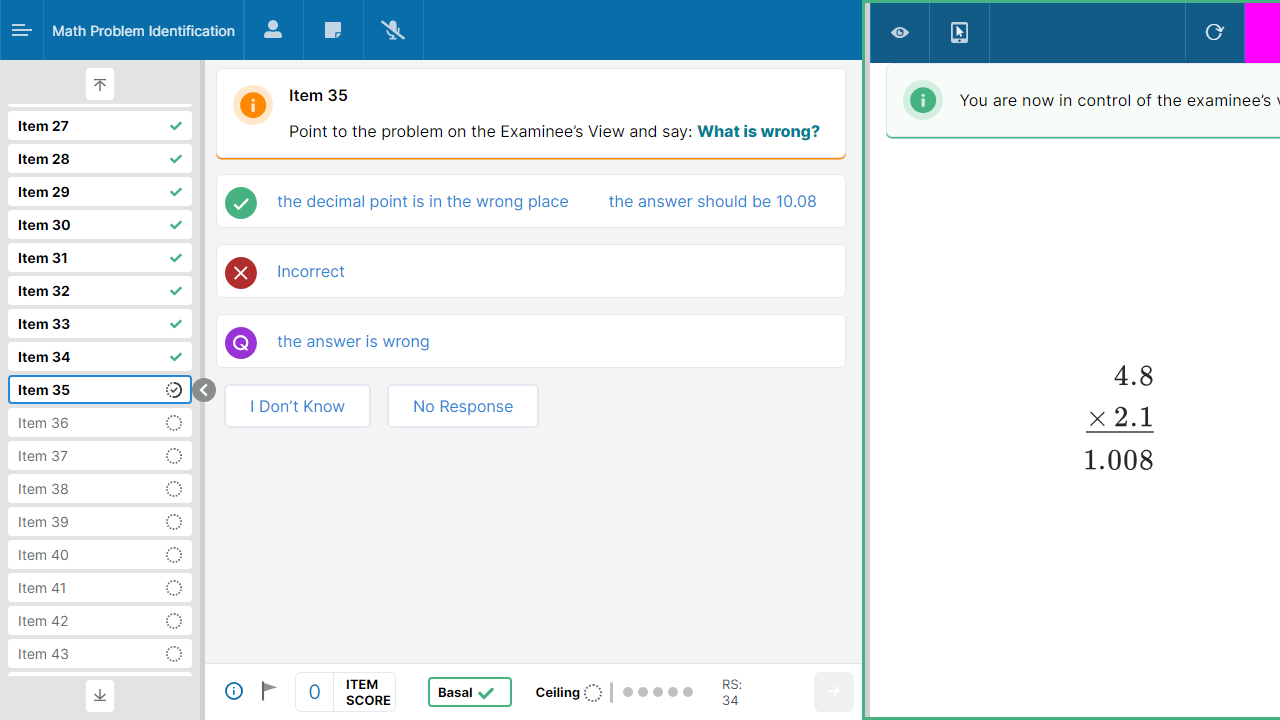 Math Problem Identification
Item 27
Item 28
Item 29
Item 30
Item 31
Item 32
Item 33
Item 34
Item 35
Item 36
Item 37
Item 38
Item 39
Item 40
Item 41
Item 42
Item 43
Item 35
Point to the problem on the Examinee's View and say: What is wrong?
the decimal point is in the wrong place the answer should be 10.08
Incorrect
Q the answer is wrong
I Don't Know No Response
0 ITEM SCORE
Basal
Ceiling
RS:
34
You are now in control of the examinee's
4.8
× 2.1
1.008